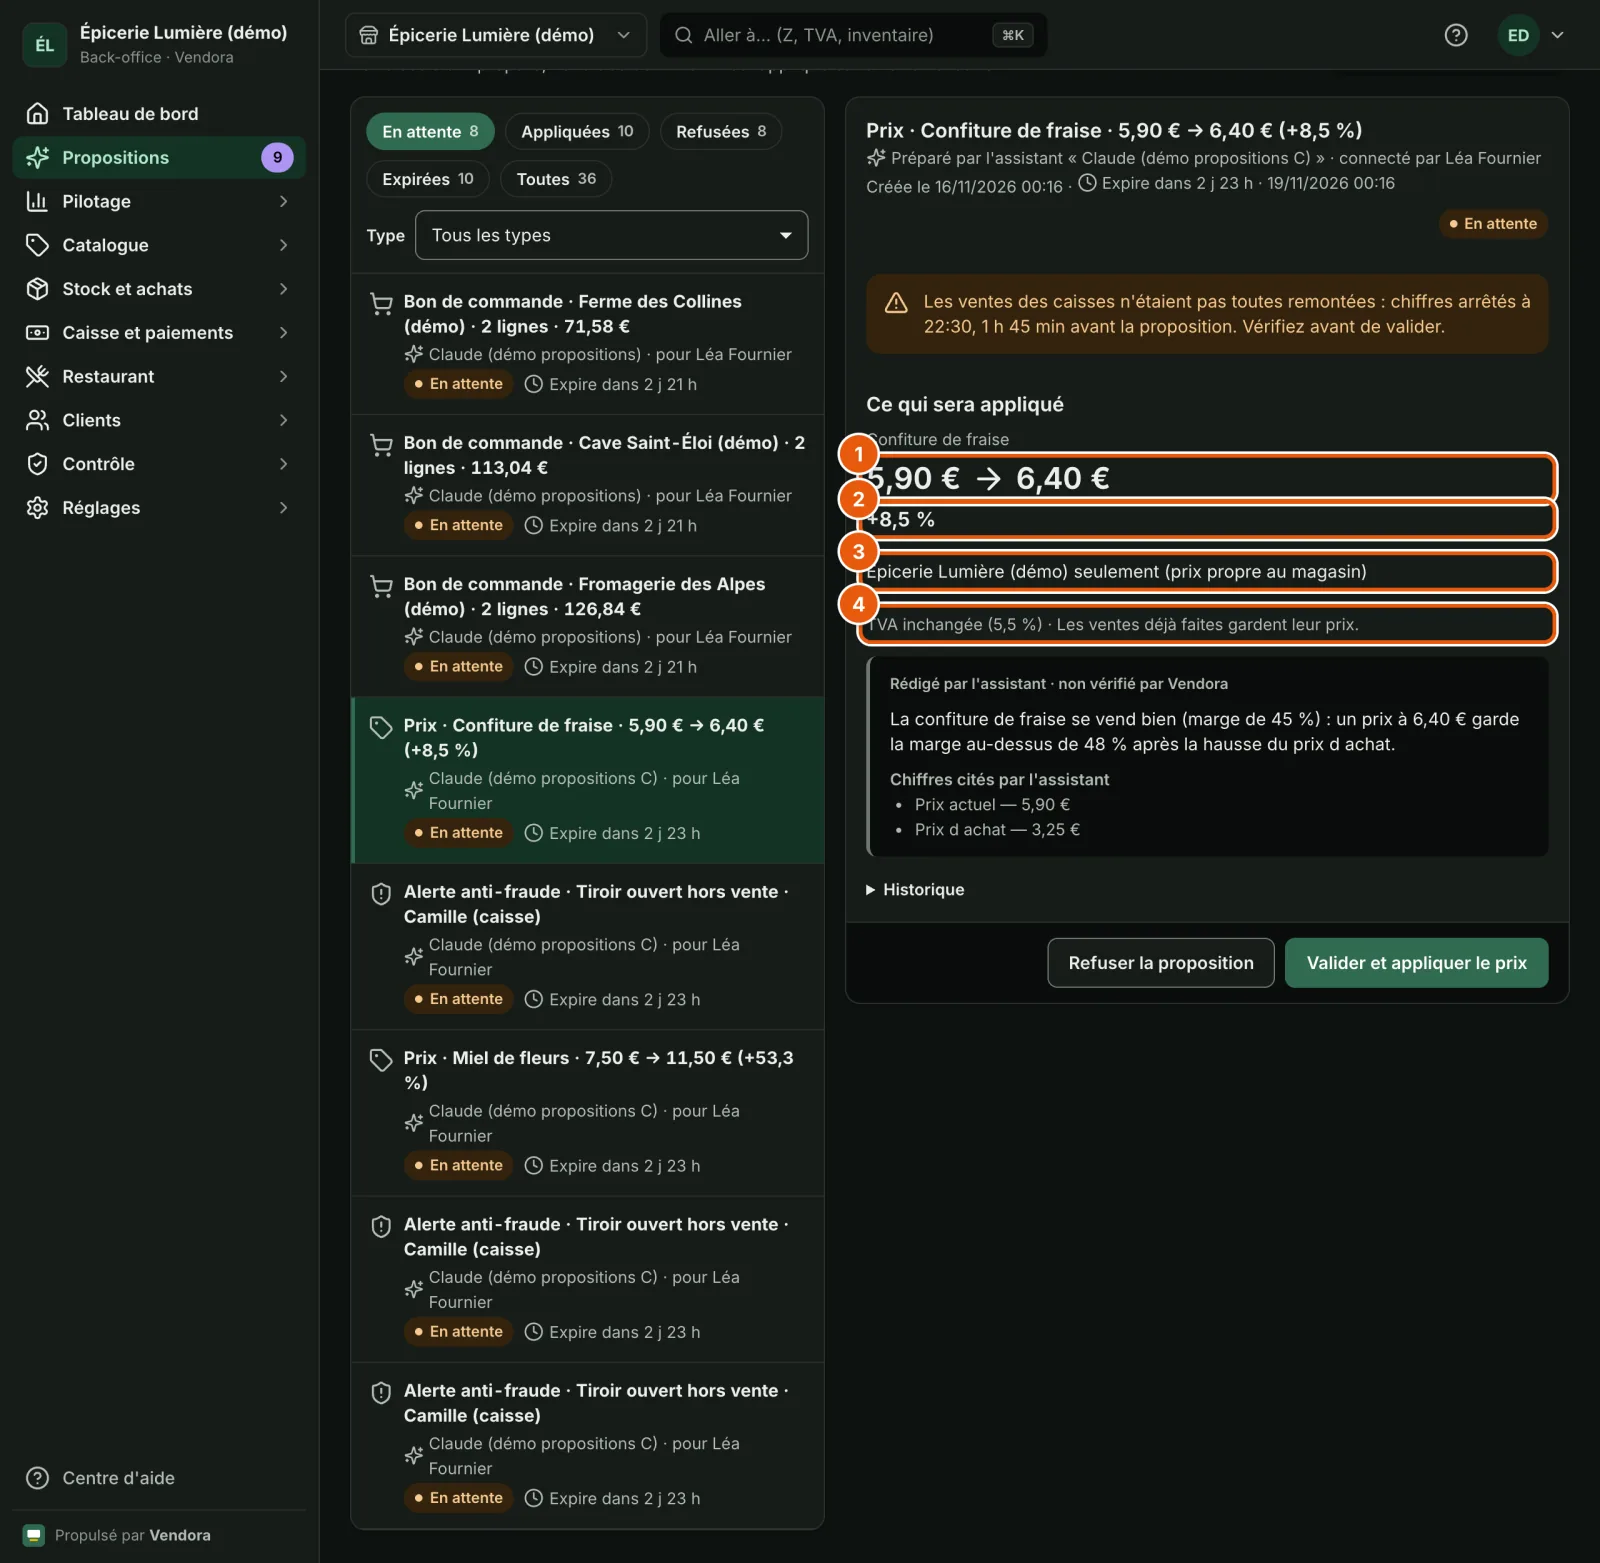 ÉL
Épicerie Lumière (démo)
Back-office · Vendora
Tableau de bord
Propositions 9
Pilotage
Catalogue
Stock et achats
Caisse et paiements
Restaurant
Clients
Contrôle
Réglages
Centre d'aide
Propulsé par Vendora
Épicerie Lumière (démo)
Aller à... (Z, TVA, inventaire) ⌘K
ED
En attente 8
Appliquées 10
Refusées 8
Expirées 10
Toutes 36
Type
Tous les types
Bon de commande · Ferme des Collines
(démo) · 2 lignes · 71,58 €
Claude (démo propositions) · pour Léa Fournier
En attente
Expire dans 2 j 21 h
Bon de commande · Cave Saint-Éloi (démo) · 2
lignes · 113,04 €
Claude (démo propositions) · pour Léa Fournier
En attente
Expire dans 2 j 21 h
Bon de commande · Fromagerie des Alpes
(démo) · 2 lignes · 126,84 €
Claude (démo propositions) · pour Léa Fournier
En attente
Expire dans 2 j 21 h
Prix · Confiture de fraise · 5,90 € → 6,40 €
(+8,5 %)
Claude (démo propositions C) · pour Léa
Fournier
En attente
Expire dans 2 j 23 h
Alerte anti-fraude · Tiroir ouvert hors vente ·
Camille (caisse)
Claude (démo propositions C) · pour Léa
Fournier
En attente
Expire dans 2 j 23 h
Prix · Miel de fleurs · 7,50 € → 11,50 € (+53,3
%)
Claude (démo propositions C) · pour Léa
Fournier
En attente
Expire dans 2 j 23 h
Alerte anti-fraude · Tiroir ouvert hors vente ·
Camille (caisse)
Claude (démo propositions C) · pour Léa
Fournier
En attente
Expire dans 2 j 23 h
Alerte anti-fraude · Tiroir ouvert hors vente ·
Camille (caisse)
Claude (démo propositions C) · pour Léa
Fournier
En attente
Expire dans 2 j 23 h
Prix · Confiture de fraise · 5,90 € → 6,40 € (+8,5 %)
Préparé par l'assistant « Claude (démo propositions C) » · connecté par Léa Fournier
Créée le 16/11/2026 00:16 · Expire dans 2 j 23 h · 19/11/2026 00:16
En attente
Les ventes des caisses n'étaient pas toutes remontées : chiffres arrêtés à
22:30, 1 h 45 min avant la proposition. Vérifiez avant de valider.
Ce qui sera appliqué
Confiture de fraise
1
5,90 € → 6,40 €
2
+8,5 %
3
Épicerie Lumière (démo) seulement (prix propre au magasin)
4
TVA inchangée (5,5 %) · Les ventes déjà faites gardent leur prix.
Rédigé par l'assistant · non vérifié par Vendora
La confiture de fraise se vend bien (marge de 45 %) : un prix à 6,40 € garde
la marge au-dessus de 48 % après la hausse du prix d achat.
Chiffres cités par l'assistant
• Prix actuel — 5,90 €
• Prix d achat — 3,25 €
Historique
Refuser la proposition
Valider et appliquer le prix